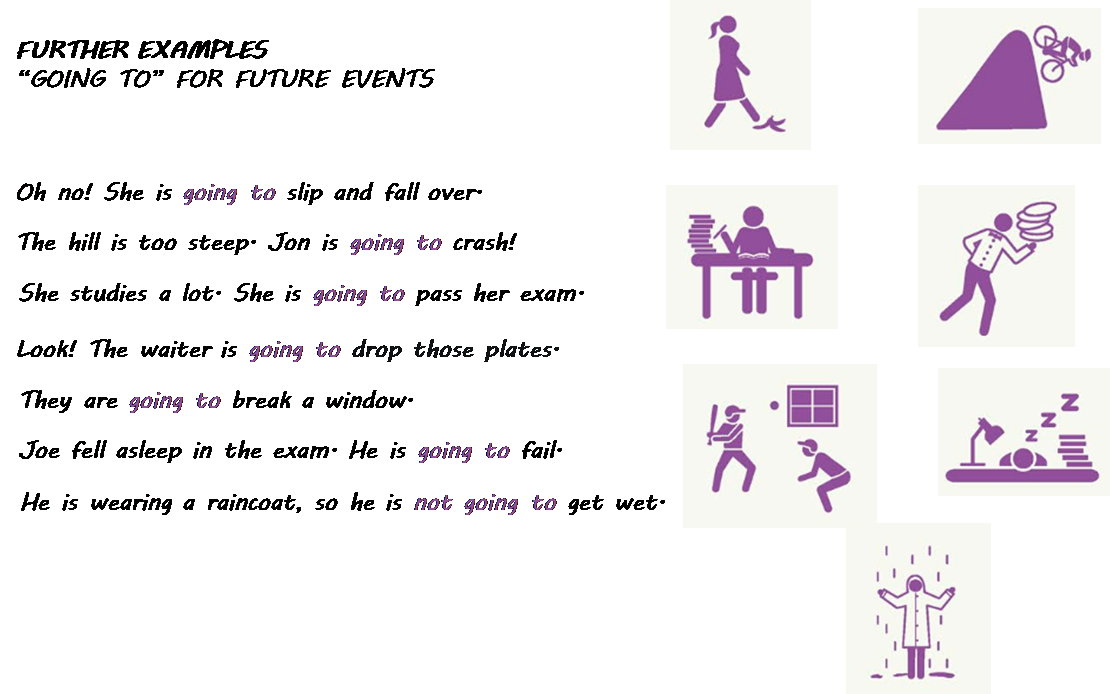 FURTHER EXAMPLES
“GOING TO” FOR FUTURE EVENTS
Oh no! She is going to slip and fall over.
The hill is too steep. Jon is going to crash!
She studies a lot. She is going to pass her exam.
Look! The waiter is going to drop those plates.
They are going to break a window.
Joe fell asleep in the exam. He is going to fail.
He is wearing a raincoat, so he is not going to get wet.
Z
Z
Z